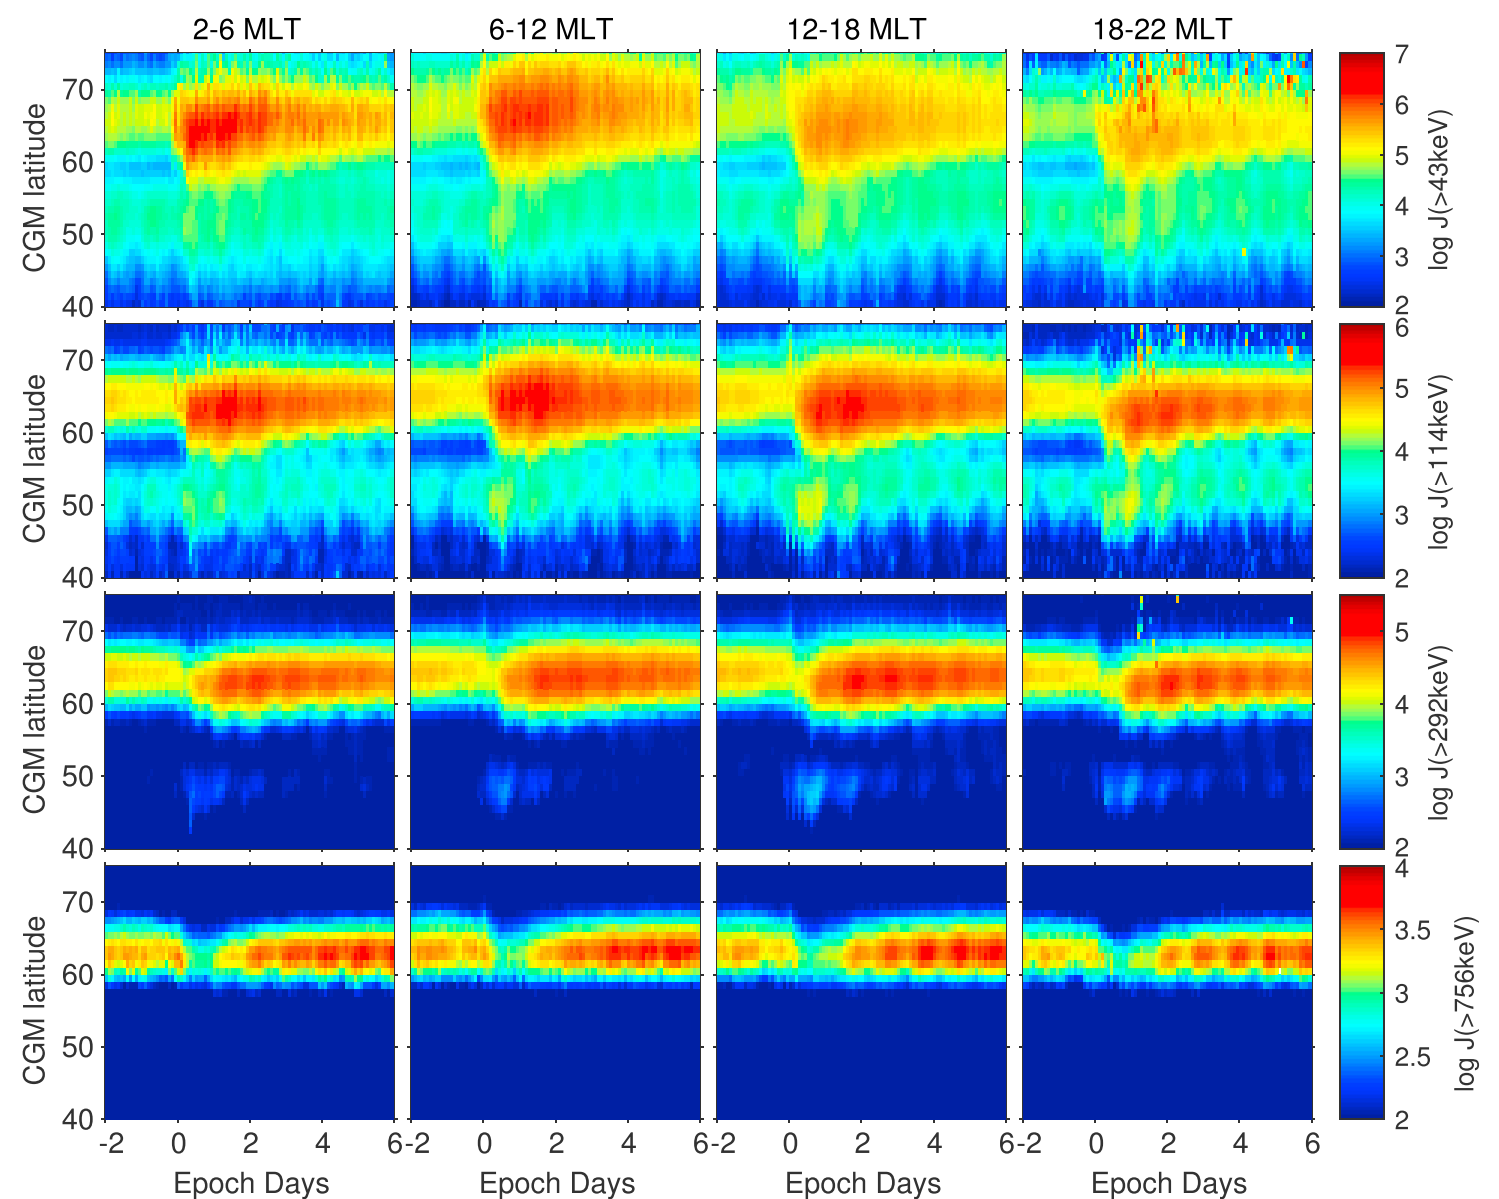 2-6 MLT 6-12 MLT 12-18 MLT 18-22 MLT
CGM latitude 70 60 50 40
7 6 5 4 3 2 log J(>43keV)
CGM latitude 70 60 50 40
6 5 4 3 2 log J(>114keV)
CGM latitude 70 60 50 40
5 4 3 2 log J(>292keV)
CGM latitude 70 60 50 40
4 3.5 3 2.5 2 log J(>756keV)
-2 0 2 4 6 -2 0 2 4 6 -2 0 2 4 6 -2 0 2 4 6
Epoch Days Epoch Days Epoch Days Epoch Days